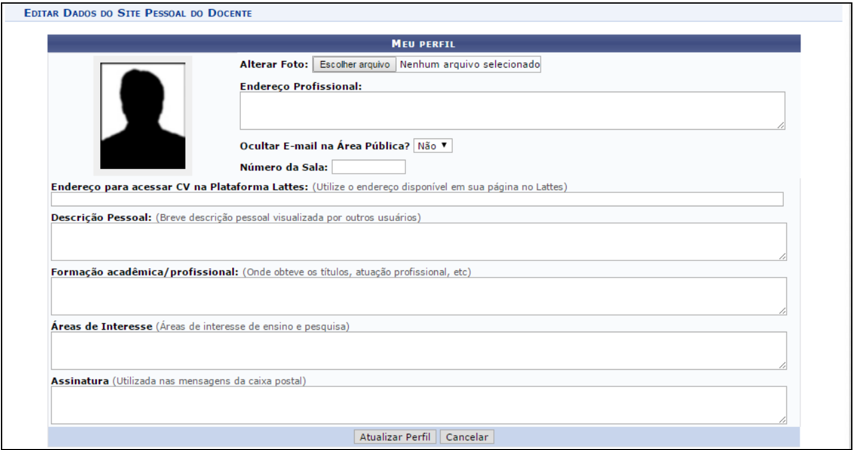 EDITAR DADOS DO SITE PESSOAL DO DOCENTE
MEU PERFIL
Alterar Foto: Escolher arquivo Nenhum arquivo selecionado
Endereço Profissional:
Ocultar E-mail na Área Pública? Não
Número da Sala:
Endereço para acessar CV na Plataforma Lattes: (Utilize o endereço disponível em sua página no Lattes)
Descrição Pessoal: (Breve descrição pessoal visualizada por outros usuários)
Formação acadêmica/profissional: (Onde obteve os títulos, atuação profissional, etc)
Áreas de Interesse (Áreas de interesse de ensino e pesquisa)
Assinatura (Utilizada nas mensagens da caixa postal)
Atualizar Perfil Cancelar